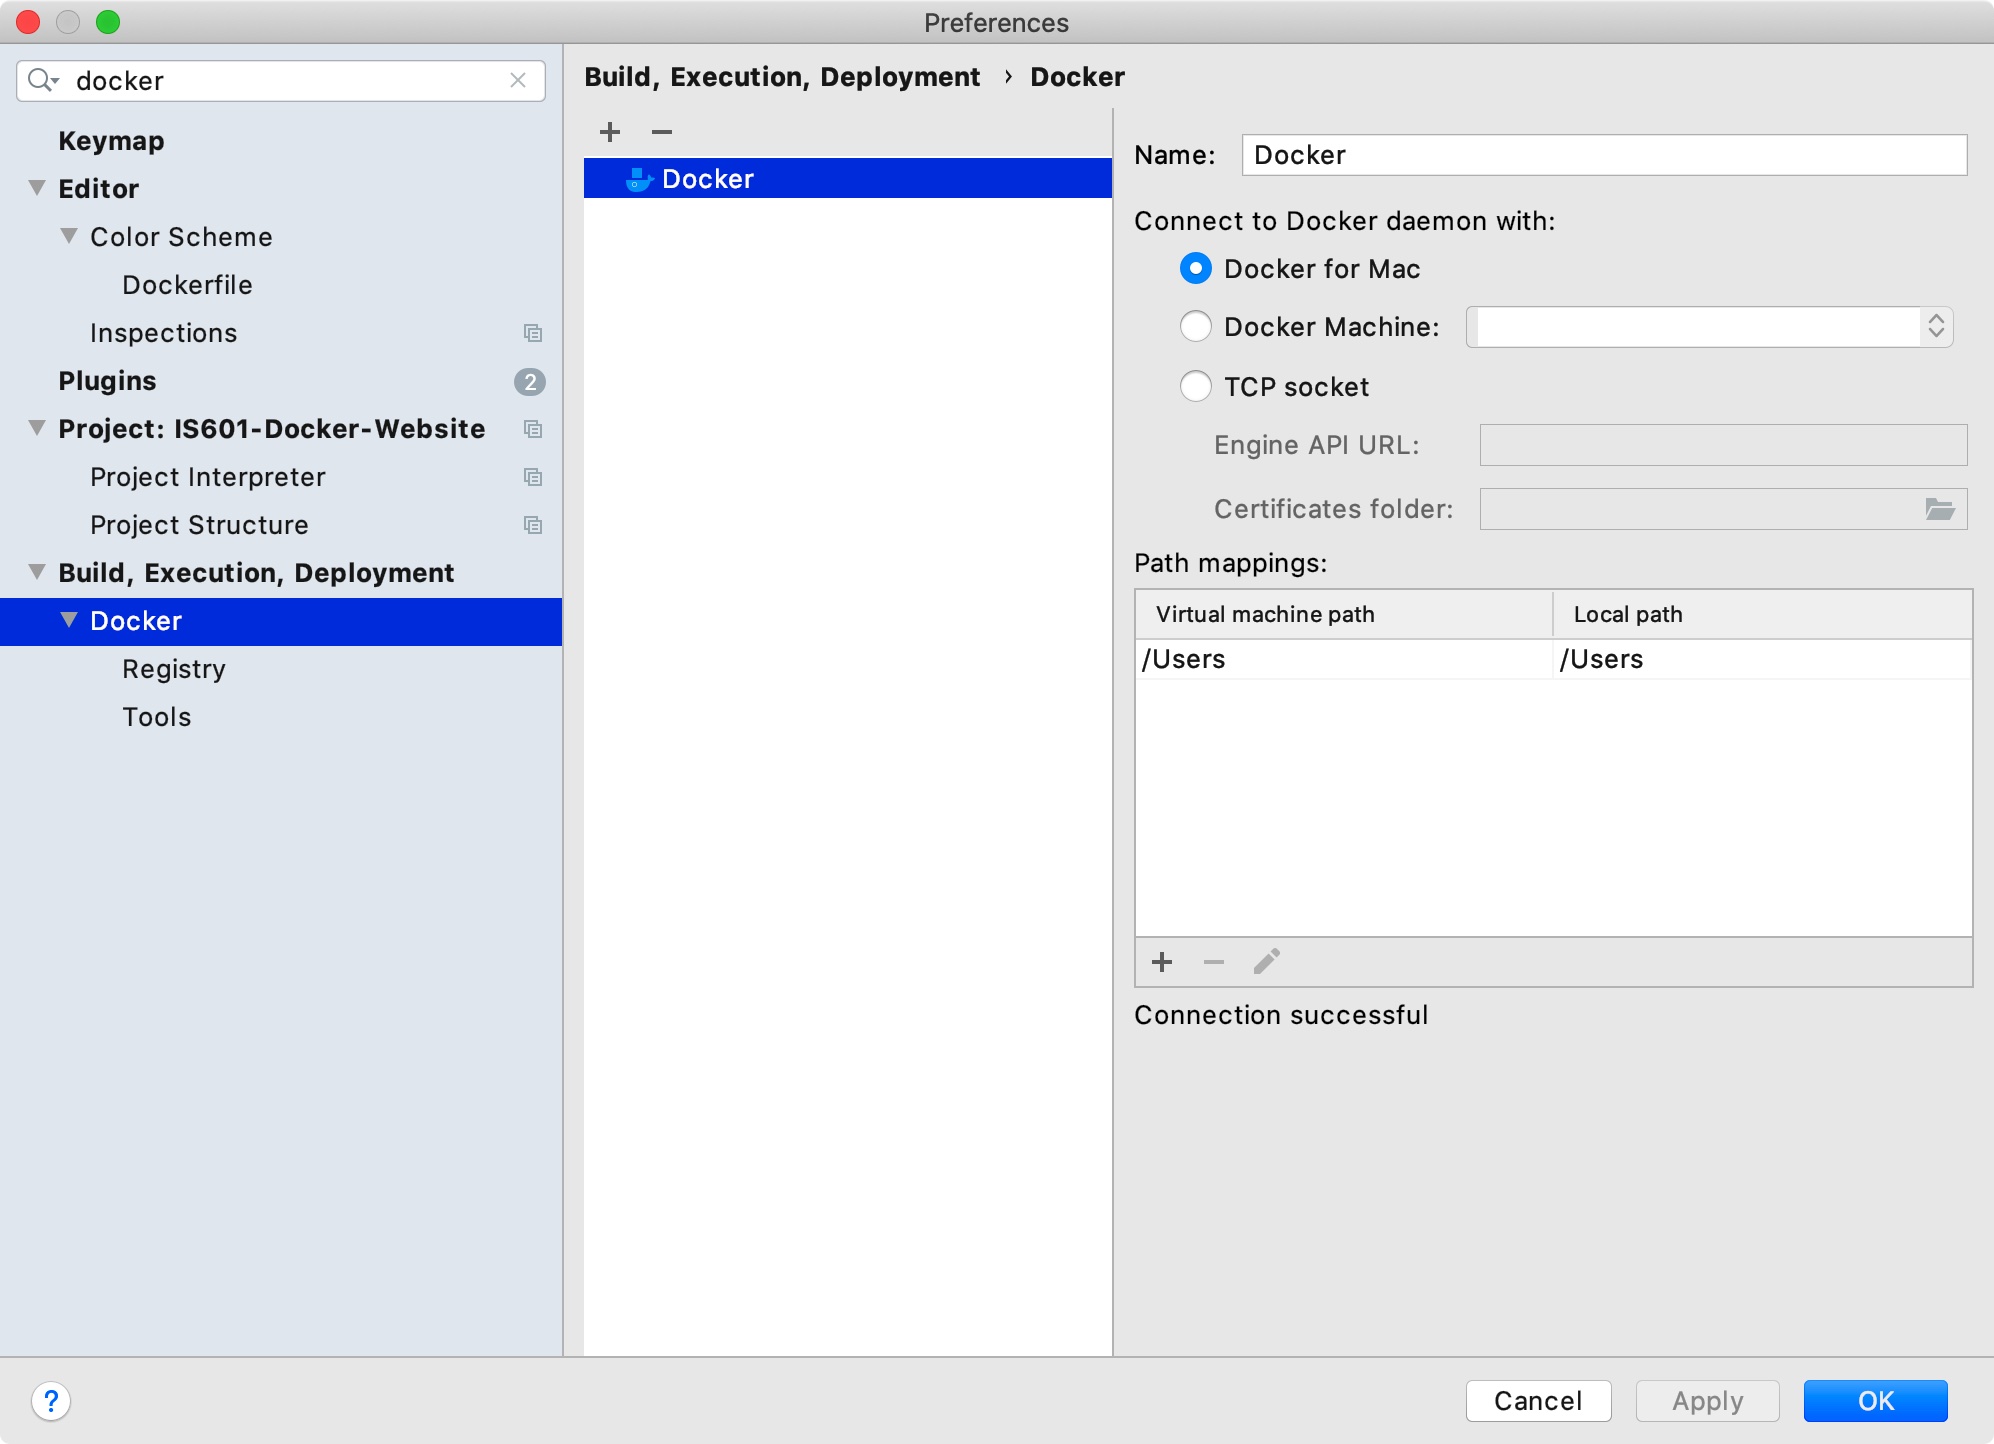 Preferences
docker
Keymap
Editor
Color Scheme
Dockerfile
Inspections
Plugins 2
Project: IS601-Docker-Website
Project Interpreter
Project Structure
Build, Execution, Deployment
Docker
Registry
Tools
Build, Execution, Deployment › Docker
Docker
Name: Docker
Connect to Docker daemon with:
Docker for Mac
Docker Machine:
TCP socket
Engine API URL:
Certificates folder:
Path mappings:
Virtual machine path Local path
/Users /Users
Connection successful
? Cancel Apply OK